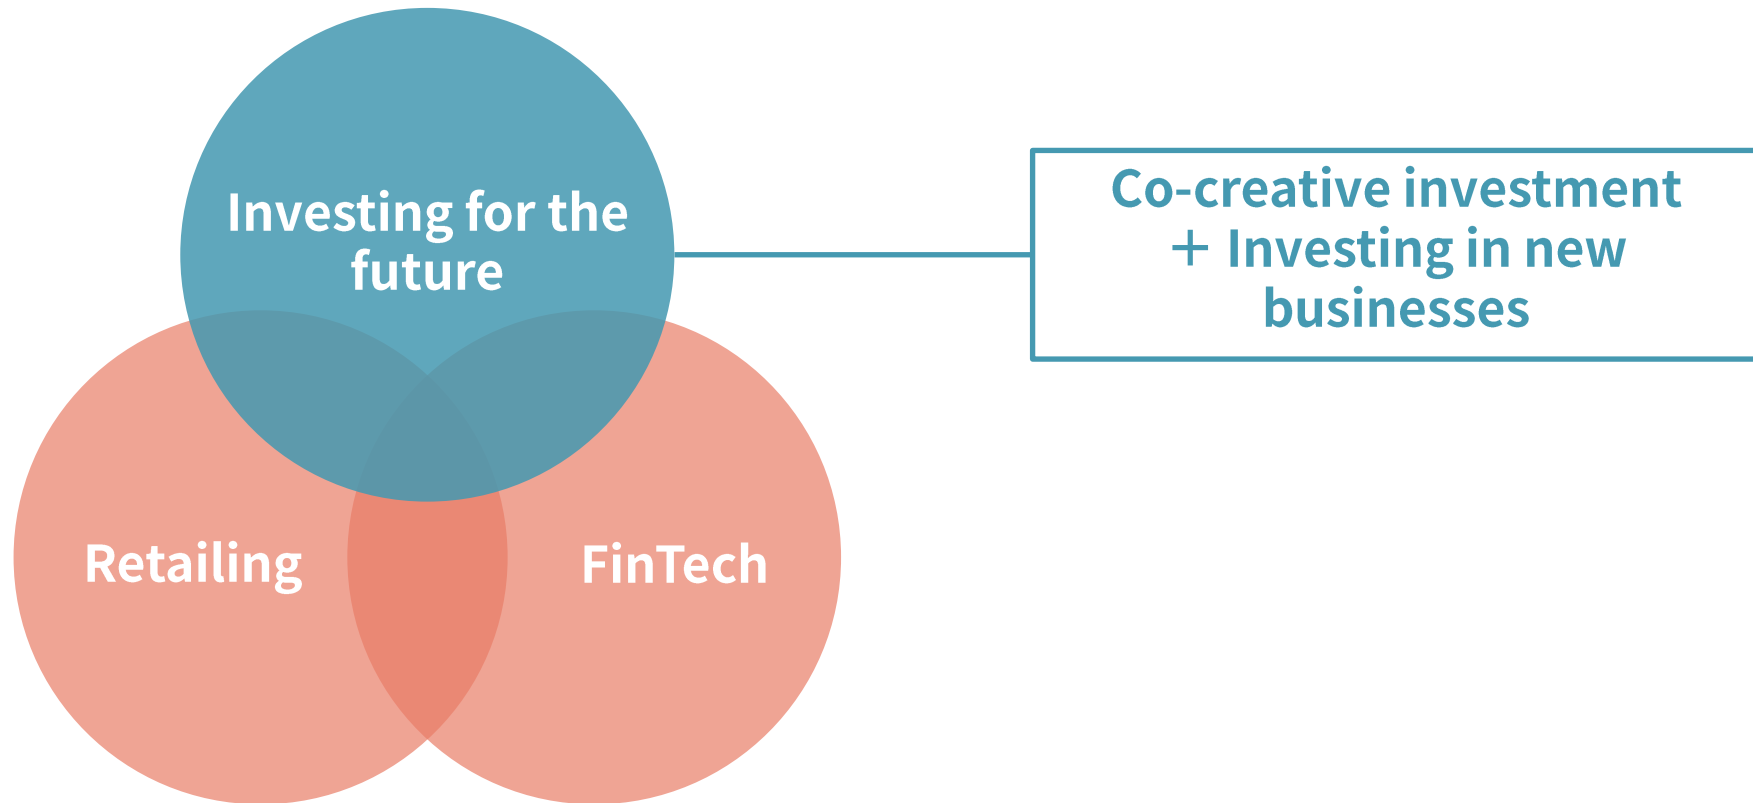 Investing for the
future
Co-creative investment
+ Investing in new
businesses
Retailing
FinTech